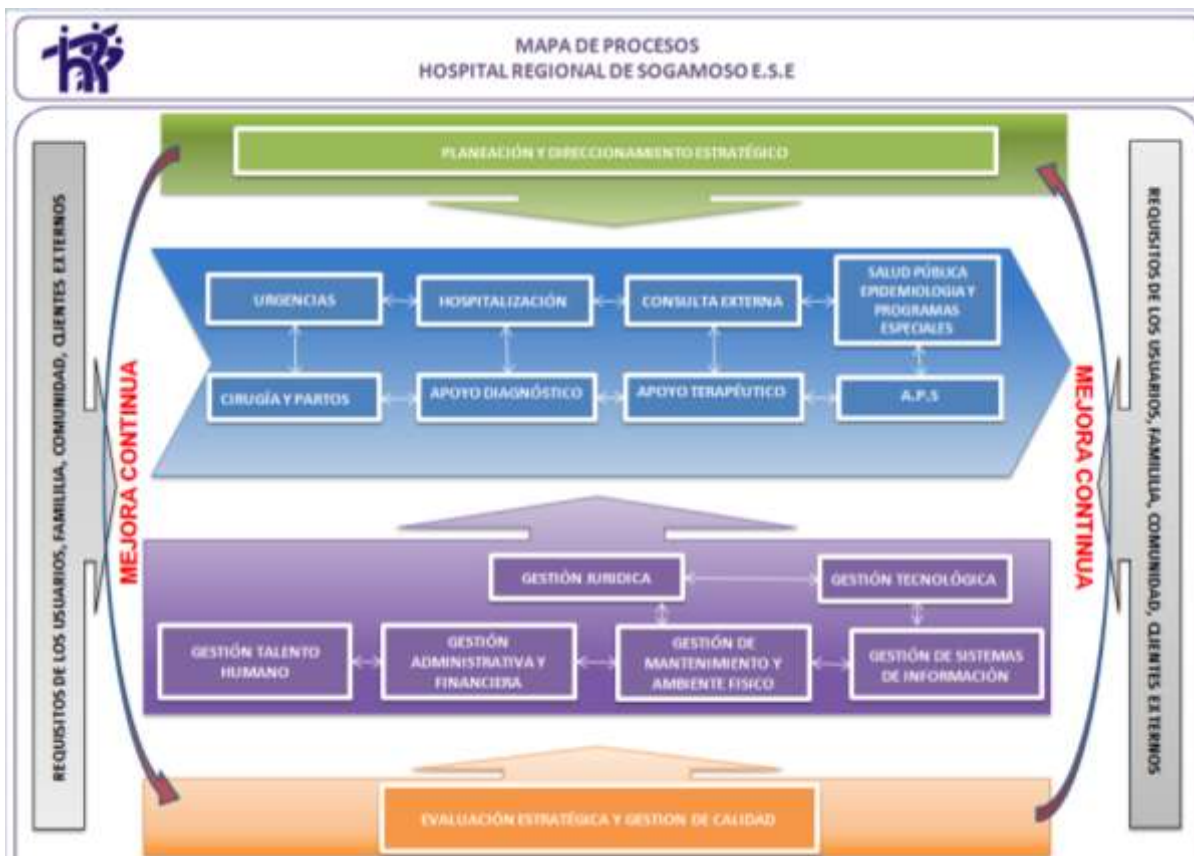 MAPA DE PROCESOS
HOSPITAL REGIONAL DE SOGAMOSO E.S.E
PLANEACIÓN Y DIRECCIONAMIENTO ESTRATÉGICO
REQUISITOS DE LOS USUARIOS, FAMILILIA, COMUNIDAD, CLIENTES EXTERNOS
MEJORA CONTINUA
URGENCIAS
HOSPITALIZACIÓN
CONSULTA EXTERNA
SALUD PÚBLICA
EPIDEMIOLOGIA Y
PROGRAMAS
ESPECIALES
CIRUGÍA Y PARTOS
APOYO DIAGNÓSTICO
APOYO TERAPÉUTICO
A.P.S
GESTIÓN JURIDICA
GESTIÓN TECNOLÓGICA
GESTIÓN TALENTO
HUMANO
GESTIÓN
ADMINISTRATIVA Y
FINANCIERA
GESTIÓN DE
MANTENIMIENTO Y
AMBIENTE FISICO
GESTIÓN DE SISTEMAS
DE INFORMACIÓN
MEJORA CONTINUA
REQUISITOS DE LOS USUARIOS, FAMILILIA, COMUNIDAD, CLIENTES EXTERNOS
EVALUACIÓN ESTRATÉGICA Y GESTION DE CALIDAD